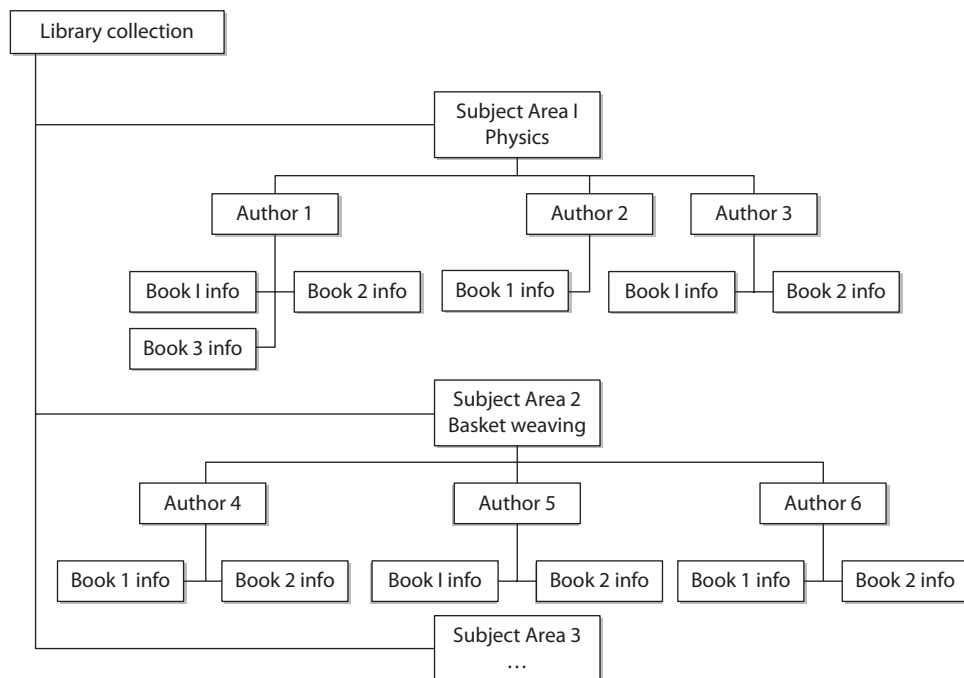 Library collection
Subject Area I
Physics
Author 1
Author 2
Author 3
Book I info
Book 2 info
Book 1 info
Book I info
Book 2 info
Book 3 info
Subject Area 2
Basket weaving
Author 4
Author 5
Author 6
Book 1 info
Book 2 info
Book I info
Book 2 info
Book 1 info
Book 2 info
Subject Area 3
…